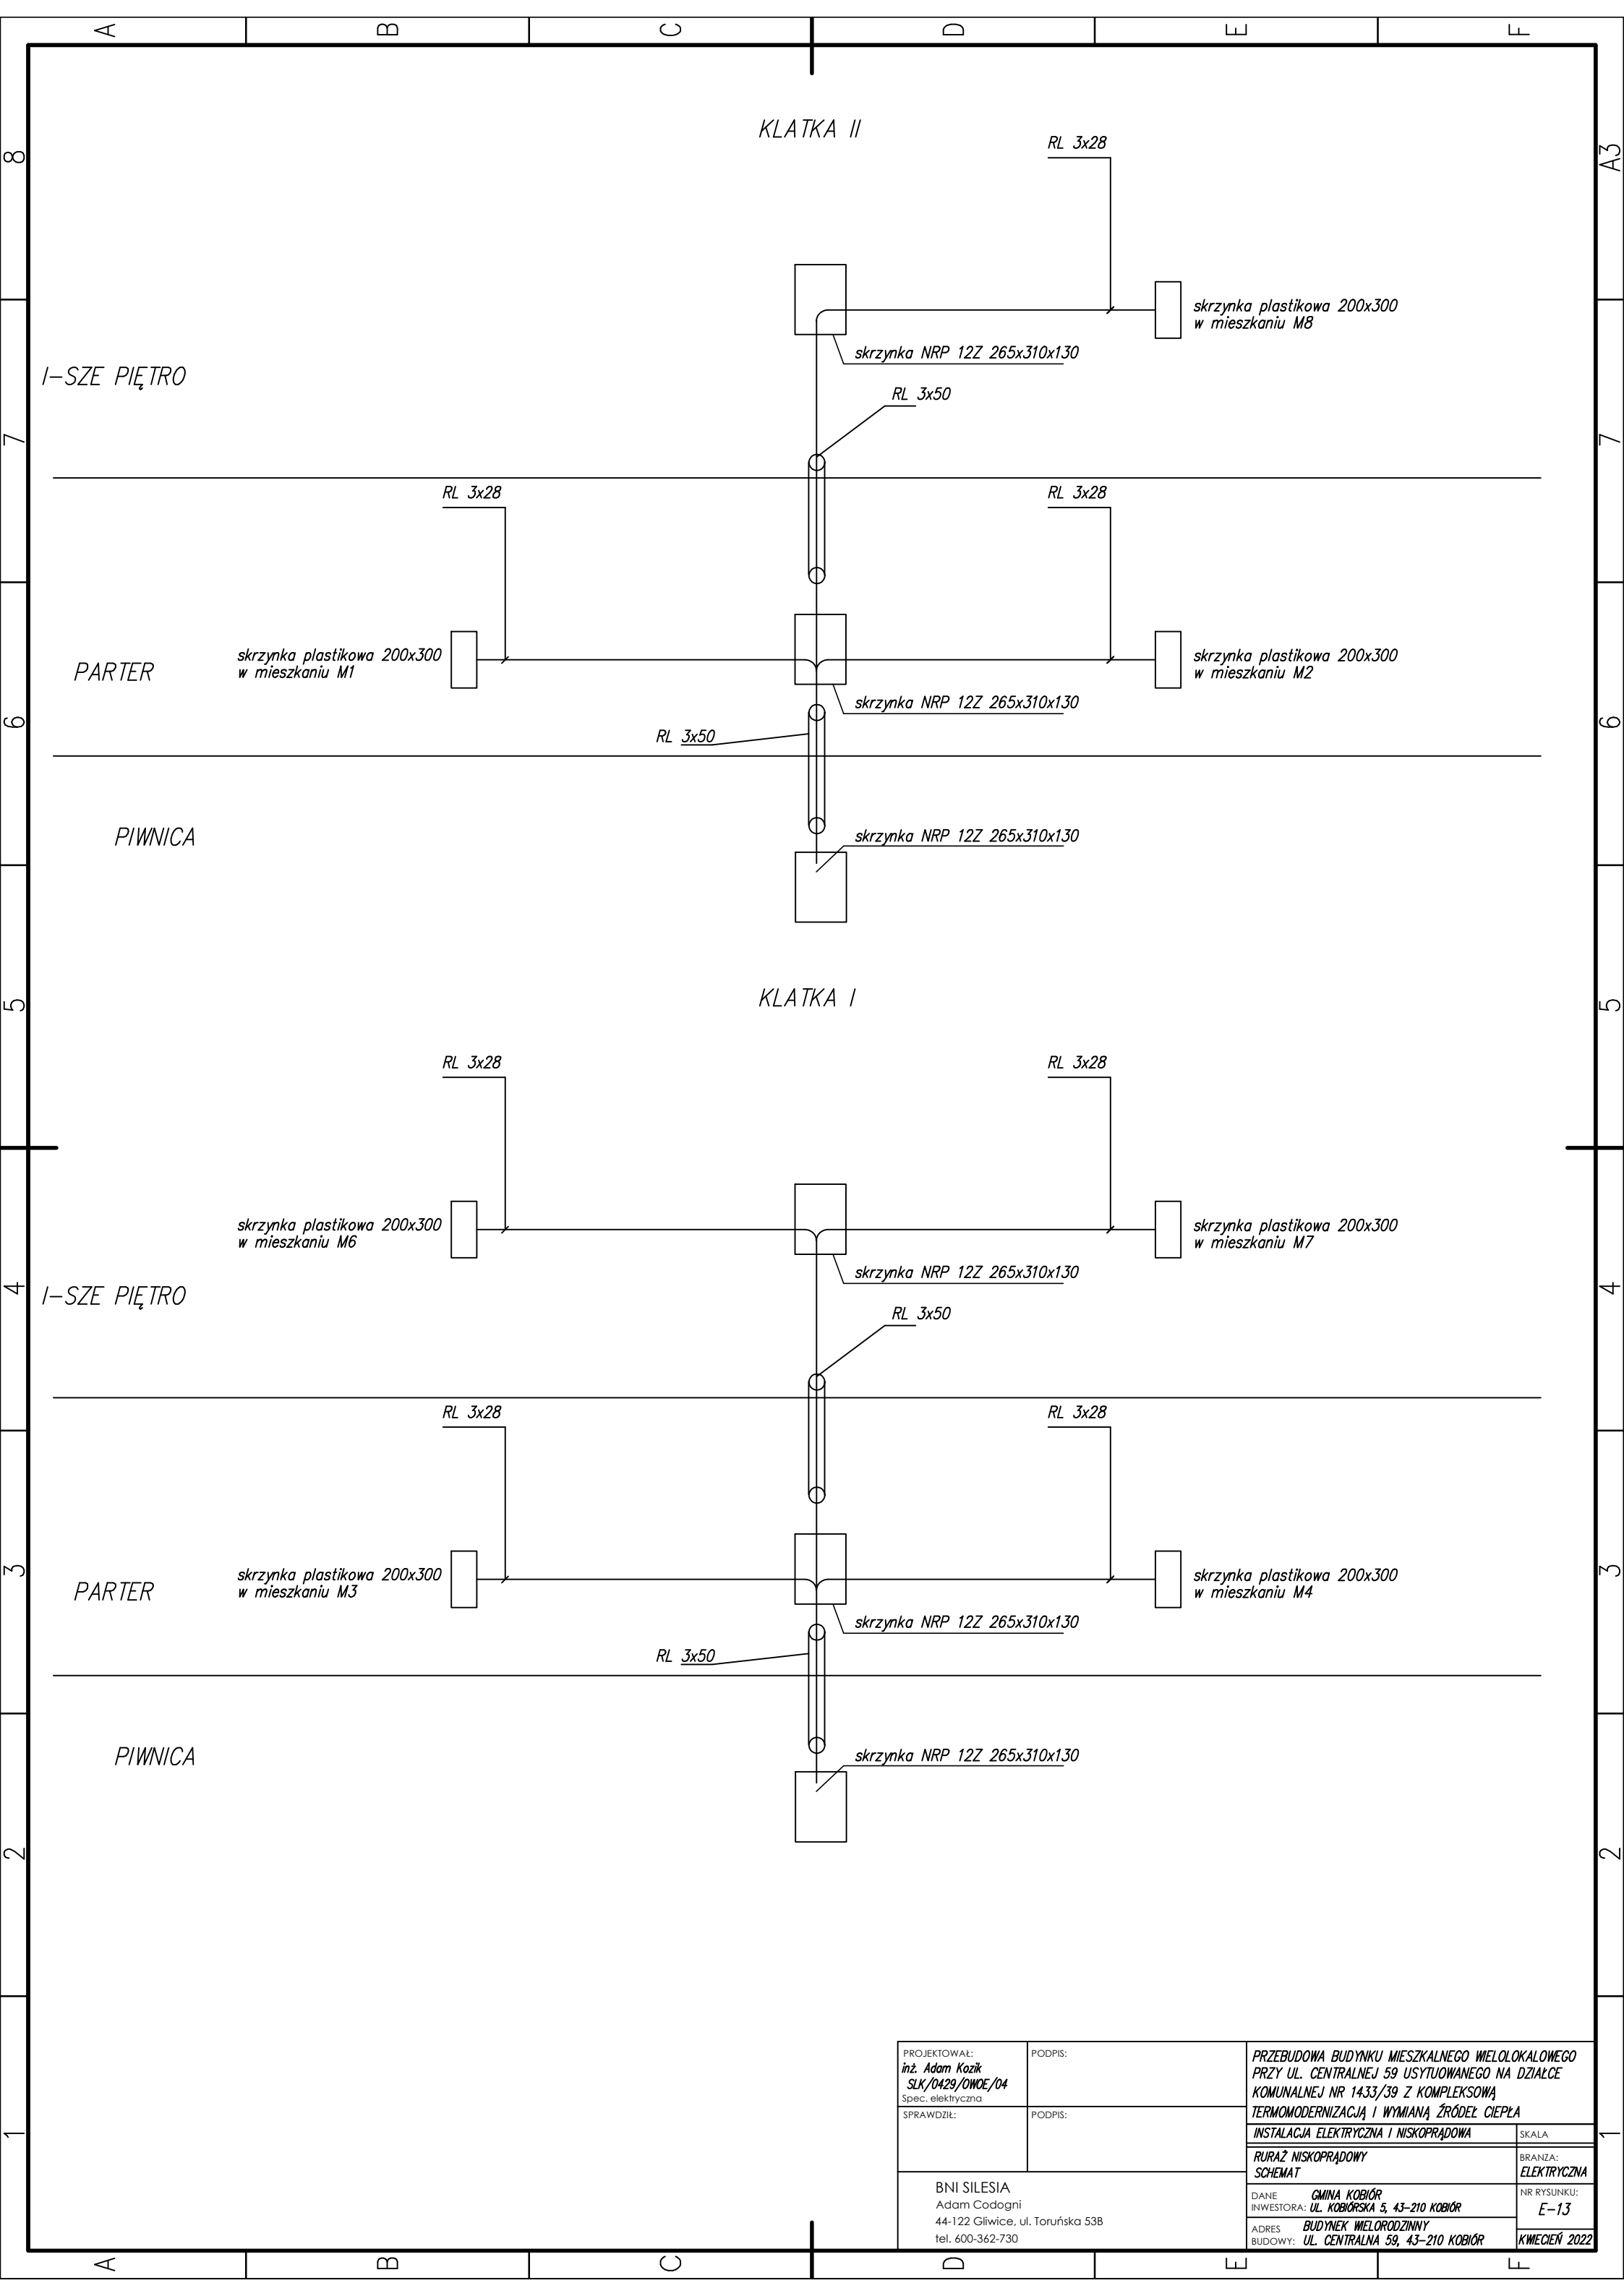 A B C D E F
8 A3
KLATKA II
RL 3x28
skrzynka plastikowa 200x300
w mieszkaniu M8
skrzynka NRP 12Z 265x310x130
I-SZE PIĘTRO
RL 3x50
7 7
RL 3x28
RL 3x28
skrzynka plastikowa 200x300
w mieszkaniu M1
skrzynka plastikowa 200x300
w mieszkaniu M2
PARTER
skrzynka NRP 12Z 265x310x130
6 6
RL 3x50
PIWNICA
skrzynka NRP 12Z 265x310x130
KLATKA I
5 5
RL 3x28
RL 3x28
skrzynka plastikowa 200x300
w mieszkaniu M6
skrzynka plastikowa 200x300
w mieszkaniu M7
skrzynka NRP 12Z 265x310x130
4 4
I-SZE PIĘTRO
RL 3x50
RL 3x28
RL 3x28
3 3
skrzynka plastikowa 200x300
w mieszkaniu M3
skrzynka plastikowa 200x300
w mieszkaniu M4
PARTER
skrzynka NRP 12Z 265x310x130
RL 3x50
PIWNICA
skrzynka NRP 12Z 265x310x130
2 2
PROJEKTOWAŁ:
inż. Adam Kozik
SLK/0429/OWOE/04
Spec. elektryczna
PODPIS:
SPRAWDZIŁ:
PODPIS:
BNI SILESIA
Adam Codogni
44-122 Gliwice, ul. Toruńska 53B
tel. 600-362-730
PRZEBUDOWA BUDYNKU MIESZKALNEGO WIELOLOKALOWEGO
PRZY UL. CENTRALNEJ 59 USYTUOWANEGO NA DZIAŁCE
KOMUNALNEJ NR 1433/39 Z KOMPLEKSOWĄ
TERMOMODERNIZACJĄ I WYMIANĄ ŹRÓDEŁ CIEPŁA
INSTALACJA ELEKTRYCZNA I NISKOPRĄDOWA
SKALA
RURAŻ NISKOPRĄDOWY
SCHEMAT
BRANŻA:
ELEKTRYCZNA
DANE GMINA KOBIÓR
INWESTORA: UL. KOBIÓRSKA 5, 43-210 KOBIÓR
NR RYSUNKU:
E-13
ADRES BUDYNEK WIELORODZINNY
BUDOWY: UL. CENTRALNA 59, 43-210 KOBIÓR
KWIECIEŃ 2022
1 1
A B C D E F